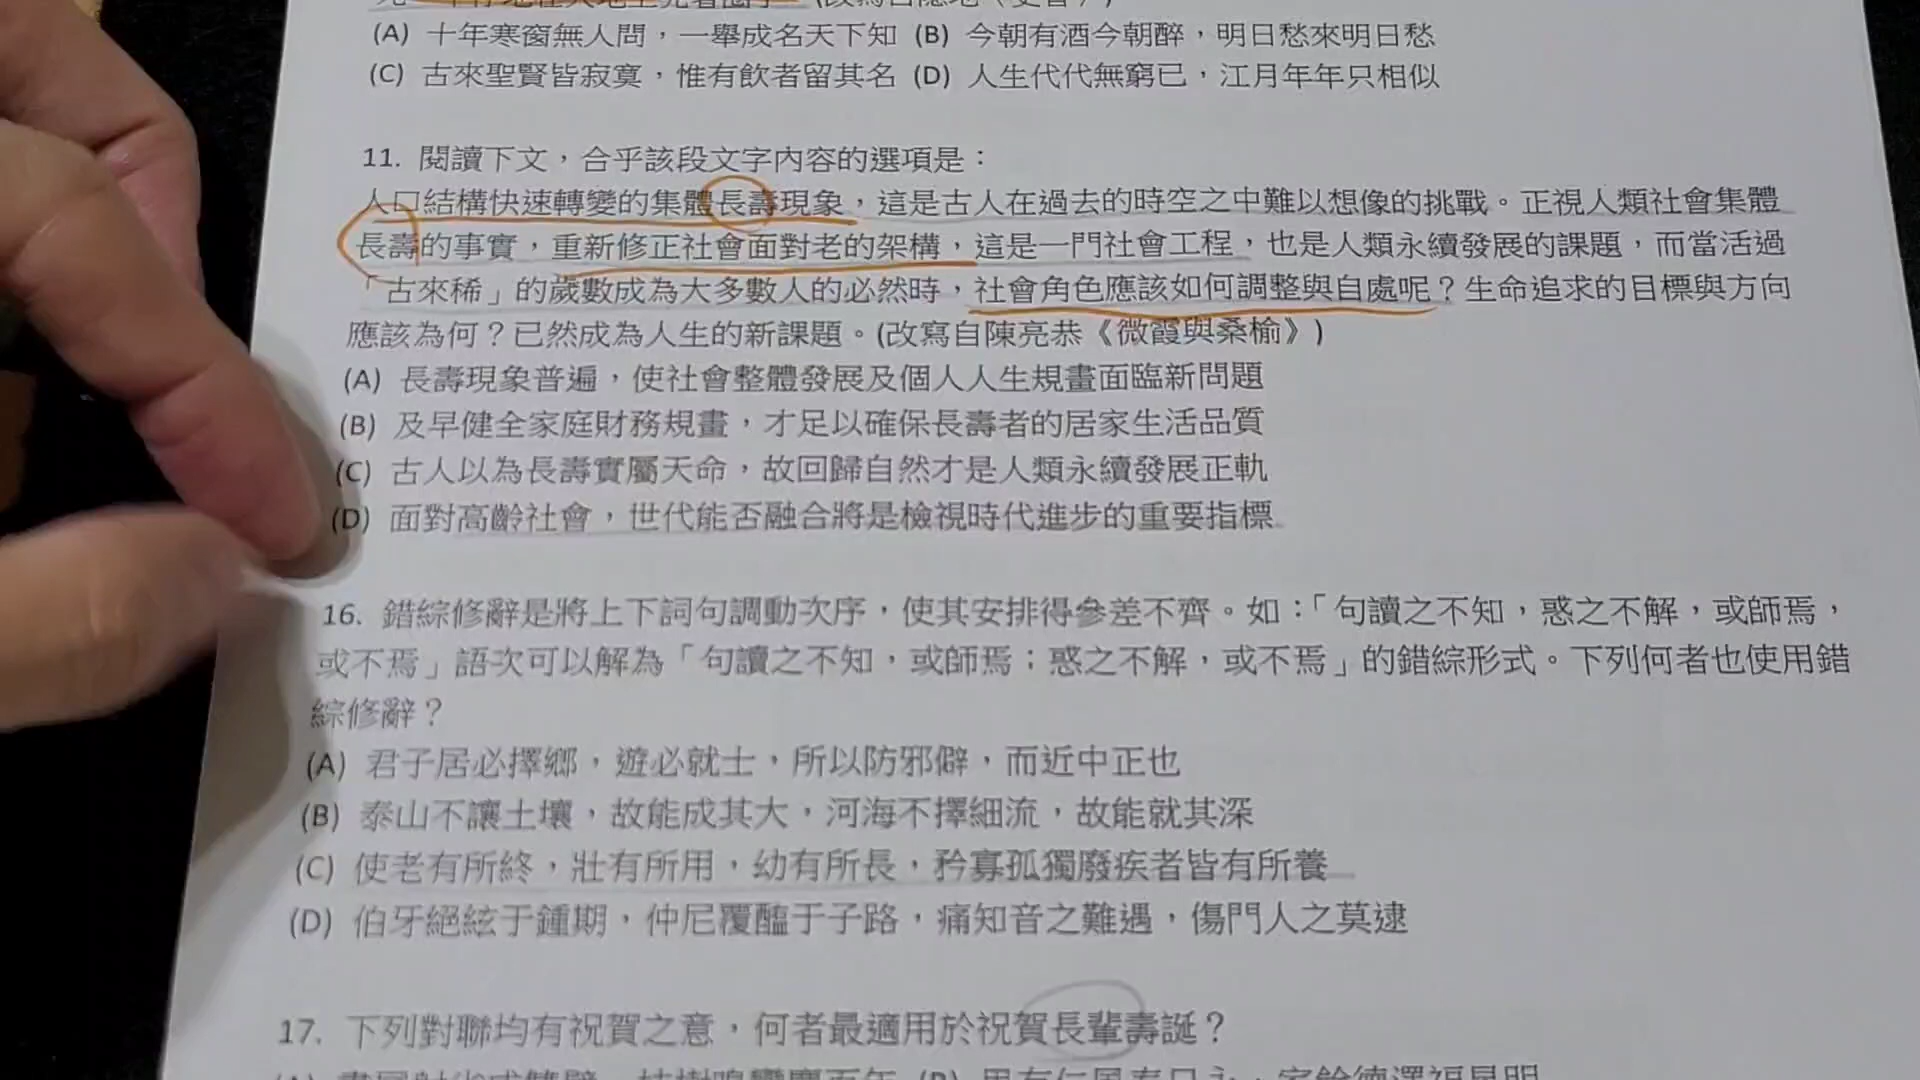 (A) 十年寒窗無人問，一舉成名天下知 (B) 今朝有酒今朝醉，明日愁來明日愁
(C) 古來聖賢皆寂寞，惟有飲者留其名 (D) 人生代代無窮已，江月年年只相似
11. 閱讀下文，合乎該段文字內容的選項是：
人口結構快速轉變的集體長壽現象，這是古人在過去的時空之中難以想像的挑戰。正視人類社會集體
長壽的事實，重新修正社會面對老的架構，這是一門社會工程，也是人類永續發展的課題，而當活過
「古來稀」的歲數成為大多數人的必然時，社會角色應該如何調整與自處呢？生命追求的目標與方向
應該為何？已然成為人生的新課題。(改寫自陳亮恭《微霞與桑榆》)
(A) 長壽現象普遍，使社會整體發展及個人人生規畫面臨新問題
(B) 及早健全家庭財務規畫，才足以確保長壽者的居家生活品質
(C) 古人以為長壽實屬天命，故回歸自然才是人類永續發展正軌
(D) 面對高齡社會，世代能否融合將是檢視時代進步的重要指標
16. 錯綜修辭是將上下詞句調動次序，使其安排得參差不齊。如：「句讀之不知，惑之不解，或師焉，
或不焉」語次可以解為「句讀之不知，或師焉；惑之不解，或不焉」的錯綜形式。下列何者也使用錯
綜修辭？
(A) 君子居必擇鄉，遊必就士，所以防邪僻，而近中正也
(B) 泰山不讓土壤，故能成其大，河海不擇細流，故能就其深
(C) 使老有所終，壯有所用，幼有所長，矜寡孤獨廢疾者皆有所養
(D) 伯牙絕絃于鍾期，仲尼覆醢于子路，痛知音之難遇，傷門人之莫逮
17. 下列對聯均有祝賀之意，何者最適用於祝賀長輩壽誕？